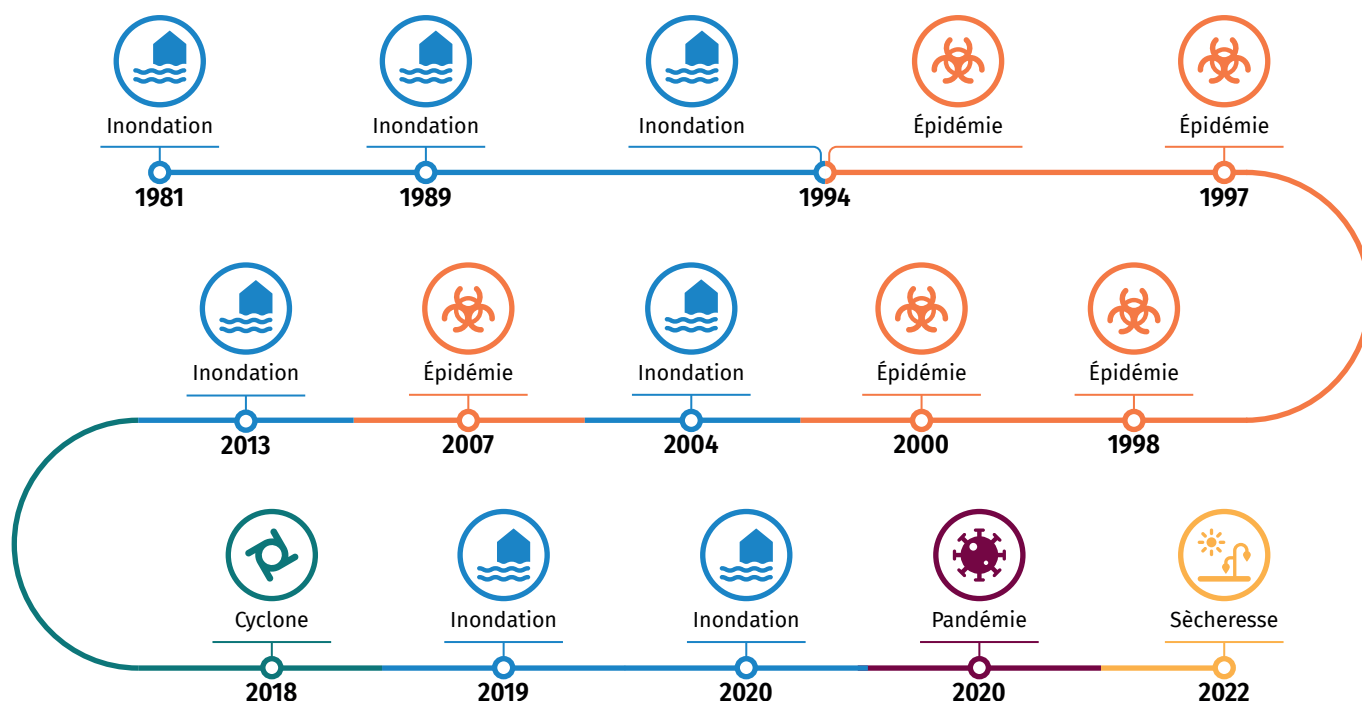 Inondation
Inondation
Inondation
Épidémie
Épidémie
1981
1989
1994
1997
Inondation
Épidémie
Inondation
Épidémie
Épidémie
2013
2007
2004
2000
1998
Cyclone
Inondation
Inondation
Pandémie
Sècheresse
2018
2019
2020
2020
2022